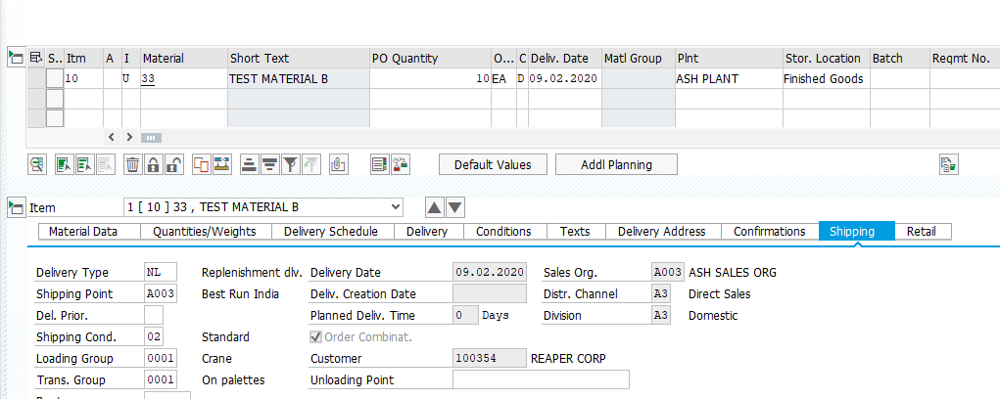 S.. Itm A I Material Short Text PO Quantity O... C Deliv. Date Matl Group Plnt Stor. Location Batch Reqmt No.
10 U 33 TEST MATERIAL B 10 EA D 09.02.2020 ASH PLANT Finished Goods
Default Values Addl Planning
Item 1 [ 10 ] 33 , TEST MATERIAL B
Material Data Quantities/Weights Delivery Schedule Delivery Conditions Texts Delivery Address Confirmations Shipping Retail
Delivery Type NL Replenishment dlv. Delivery Date 09.02.2020 Sales Org. A003 ASH SALES ORG
Shipping Point A003 Best Run India Deliv. Creation Date Distr. Channel A3 Direct Sales
Del. Prior. Planned Deliv. Time 0 Days Division A3 Domestic
Shipping Cond. 02 Standard Order Combinat.
Loading Group 0001 Crane Customer 100354 REAPER CORP
Trans. Group 0001 On palettes Unloading Point